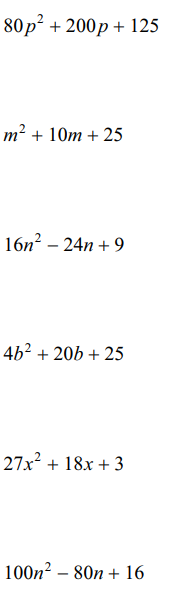 80p² + 200p + 125
m² + 10m + 25
16n² – 24n + 9
4b² + 20b + 25
27x² + 18x + 3
100n² – 80n + 16